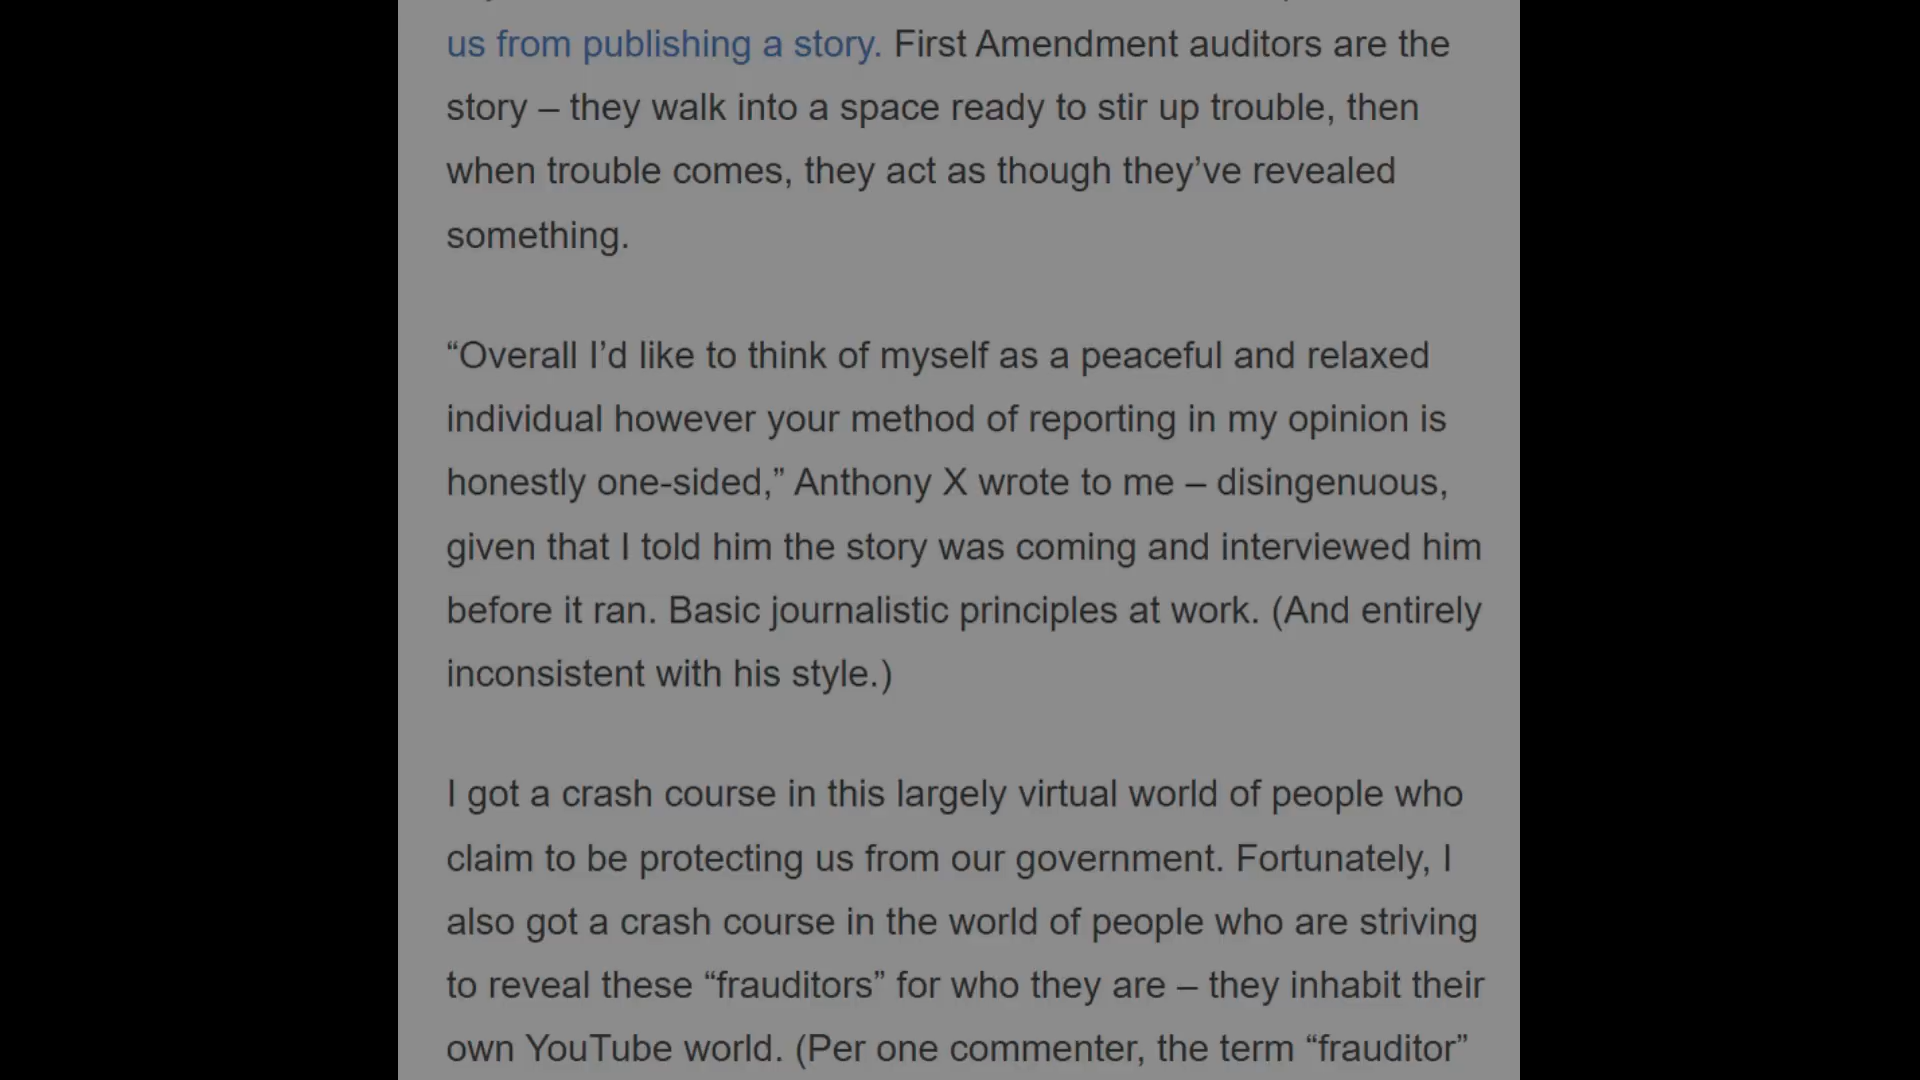 us from publishing a story. First Amendment auditors are the
story – they walk into a space ready to stir up trouble, then
when trouble comes, they act as though they’ve revealed
something.
“Overall I’d like to think of myself as a peaceful and relaxed
individual however your method of reporting in my opinion is
honestly one-sided,” Anthony X wrote to me – disingenuous,
given that I told him the story was coming and interviewed him
before it ran. Basic journalistic principles at work. (And entirely
inconsistent with his style.)
I got a crash course in this largely virtual world of people who
claim to be protecting us from our government. Fortunately, I
also got a crash course in the world of people who are striving
to reveal these “frauditors” for who they are – they inhabit their
own YouTube world. (Per one commenter, the term “frauditor”